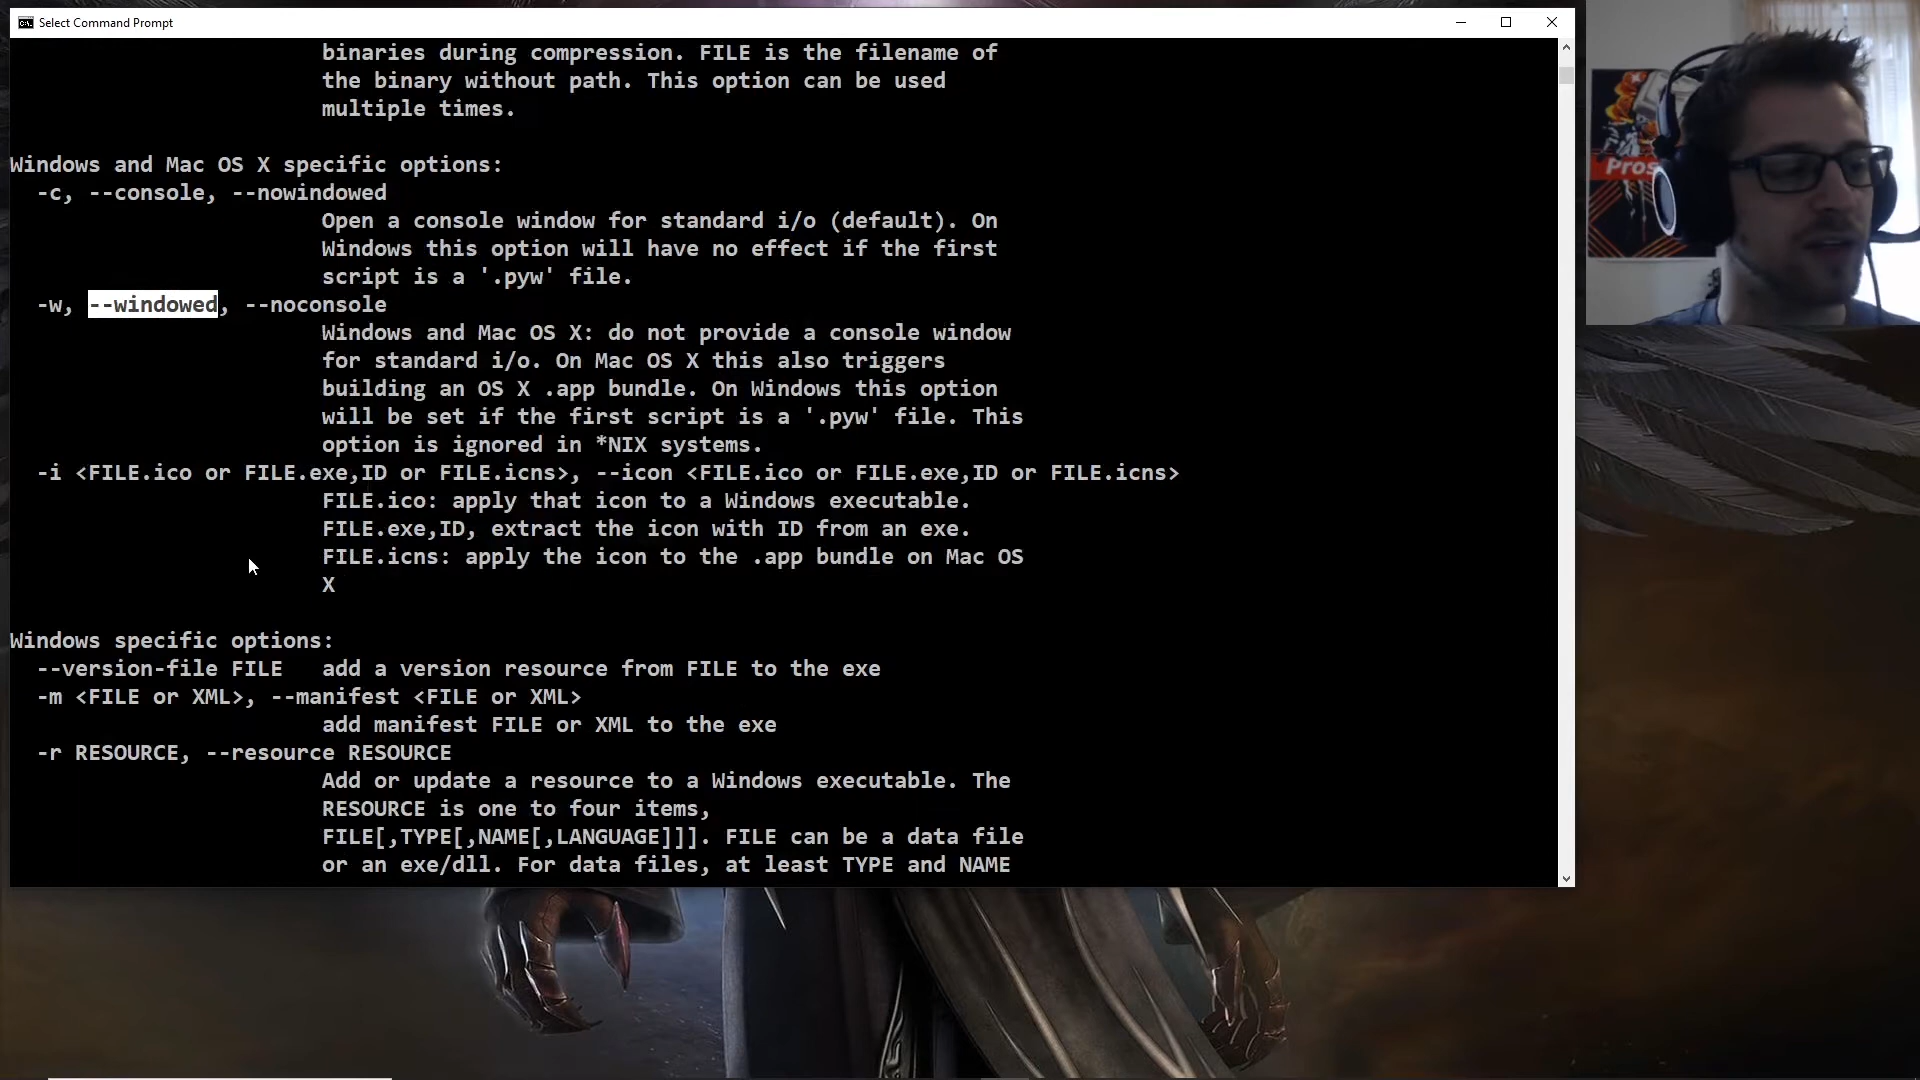 Select Command Prompt
binaries during compression. FILE is the filename of
the binary without path. This option can be used
multiple times.
Windows and Mac OS X specific options:
-c, --console, --nowindowed
Open a console window for standard i/o (default). On
Windows this option will have no effect if the first
script is a '.pyw' file.
-w, --windowed, --noconsole
Windows and Mac OS X: do not provide a console window
for standard i/o. On Mac OS X this also triggers
building an OS X .app bundle. On Windows this option
will be set if the first script is a '.pyw' file. This
option is ignored in *NIX systems.
-i <FILE.ico or FILE.exe,ID or FILE.icns>, --icon <FILE.ico or FILE.exe,ID or FILE.icns>
FILE.ico: apply that icon to a Windows executable.
FILE.exe,ID, extract the icon with ID from an exe.
FILE.icns: apply the icon to the .app bundle on Mac OS
X
Windows specific options:
--version-file FILE   add a version resource from FILE to the exe
-m <FILE or XML>, --manifest <FILE or XML>
add manifest FILE or XML to the exe
-r RESOURCE, --resource RESOURCE
Add or update a resource to a Windows executable. The
RESOURCE is one to four items,
FILE[,TYPE[,NAME[,LANGUAGE]]]. FILE can be a data file
or an exe/dll. For data files, at least TYPE and NAME
Pros